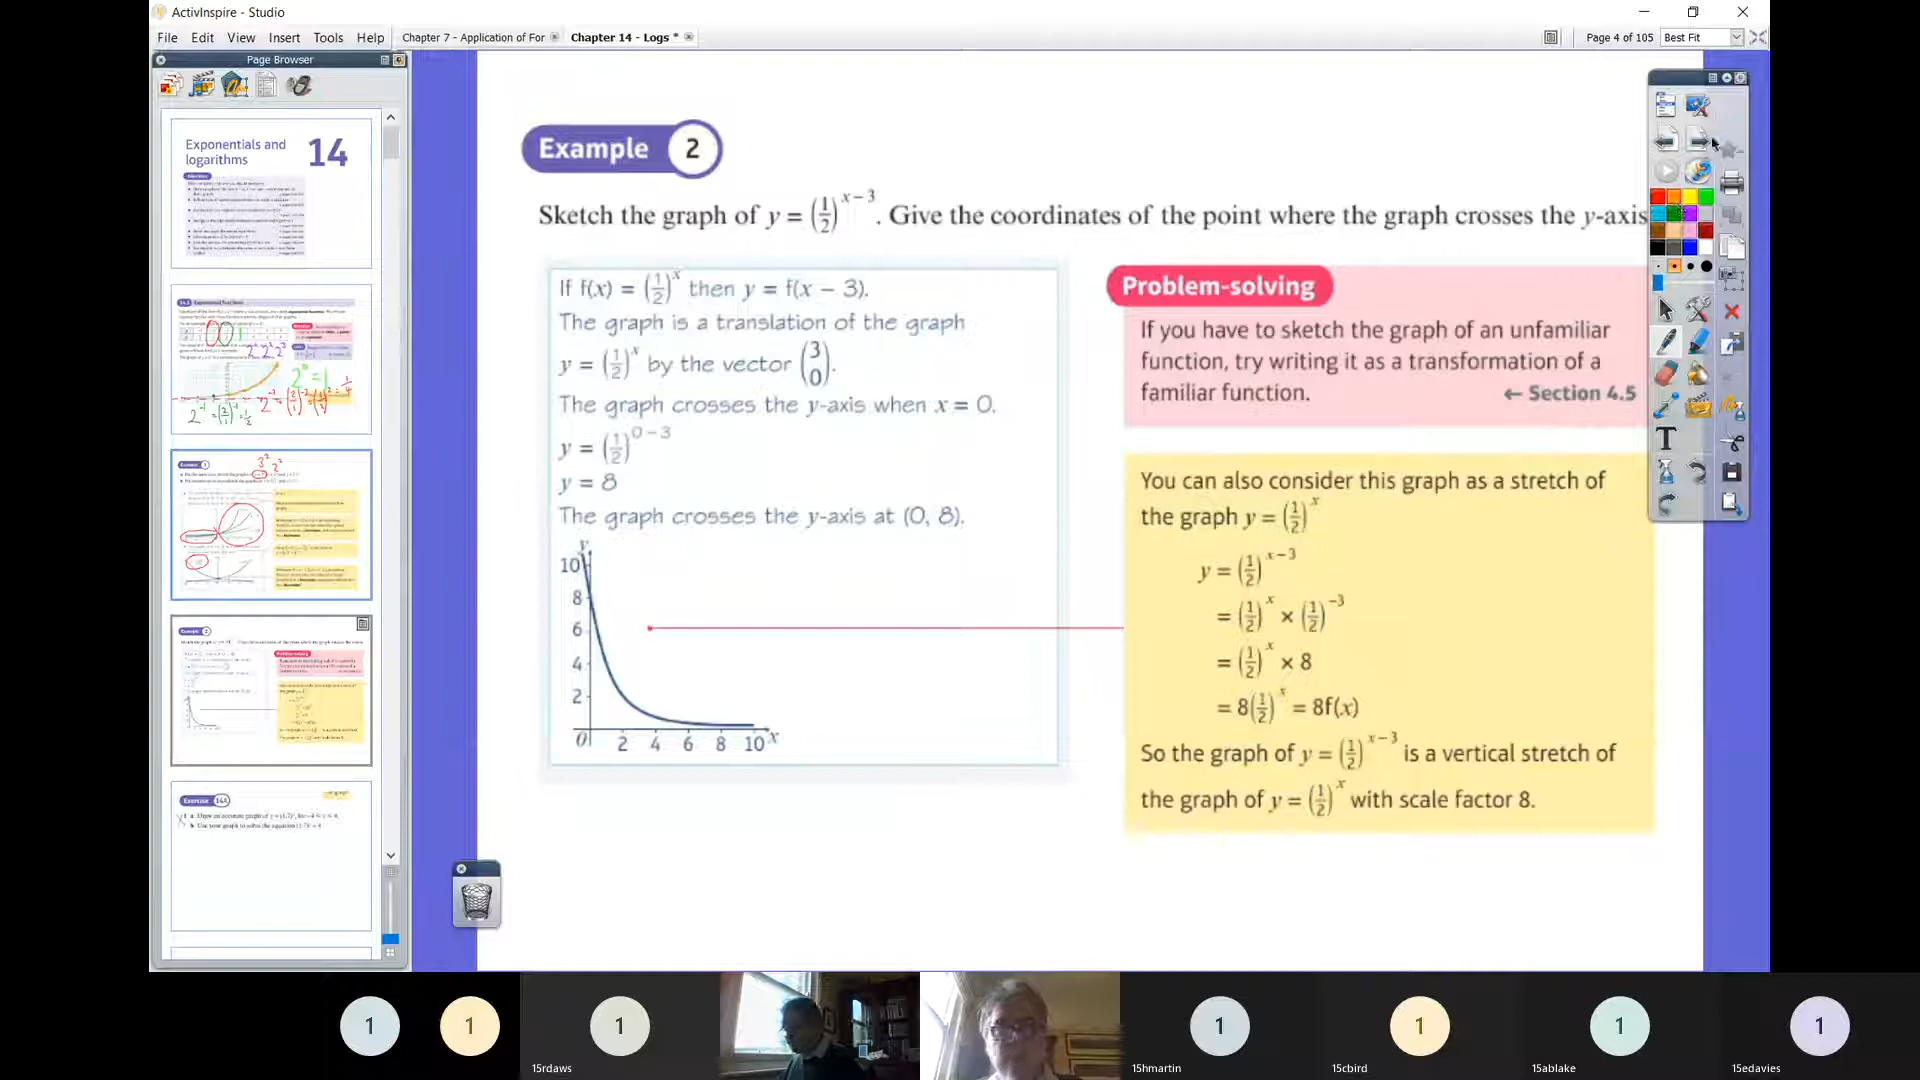 ActivInspire - Studio
File Edit View Insert Tools Help
Chapter 7 - Application of For
Chapter 14 - Logs *
Page 4 of 105
Best Fit
Page Browser
Exponentials and
logarithms
14
Example 2
Sketch the graph of y = (1/2)^(x−3). Give the coordinates of the point where the graph crosses the y-axis
If f(x) = (1/2)^x then y = f(x − 3).
The graph is a translation of the graph
y = (1/2)^x by the vector (3 0).
The graph crosses the y-axis when x = 0.
y = (1/2)^(0−3)
y = 8
The graph crosses the y-axis at (0, 8).
y
10
8
6
4
2
O 2 4 6 8 10 x
Problem-solving
If you have to sketch the graph of an unfamiliar
function, try writing it as a transformation of a
familiar function. ← Section 4.5
You can also consider this graph as a stretch of
the graph y = (1/2)^x
y = (1/2)^(x−3)
= (1/2)^x × (1/2)^−3
= (1/2)^x × 8
= 8(1/2)^x = 8f(x)
So the graph of y = (1/2)^(x−3) is a vertical stretch of
the graph of y = (1/2)^x with scale factor 8.
T
1 1 1 1 1 1 1
15rdaws
15hmartin
15cbird
15ablake
15edavies